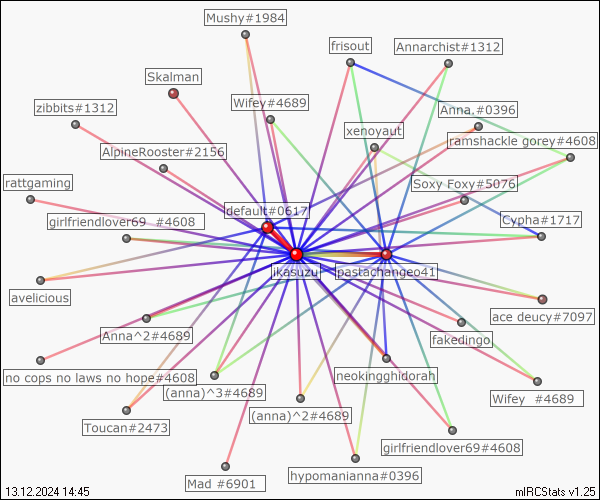 Mushy#1984
frisout
Annarchist#1312
Skalman
zibbits#1312
Wifey#4689
Anna.#0396
xenoyaut
ramshackle gorey#4608
AlpineRooster#2156
rattgaming
Soxy Foxy#5076
default#0617
girlfriendlover69  #4608
Cypha#1717
jikasuzu
pastachangeo41
avelicious
ace deucy#7097
Anna^2#4689
fakedingo
no cops no laws no hope#4608
neokingghidorah
(anna)^3#4689
Wifey  #4689
(anna)^2#4689
Toucan#2473
girlfriendlover69#4608
hypomanianna#0396
Mad #6901
13.12.2024 14:45
mIRCStats v1.25